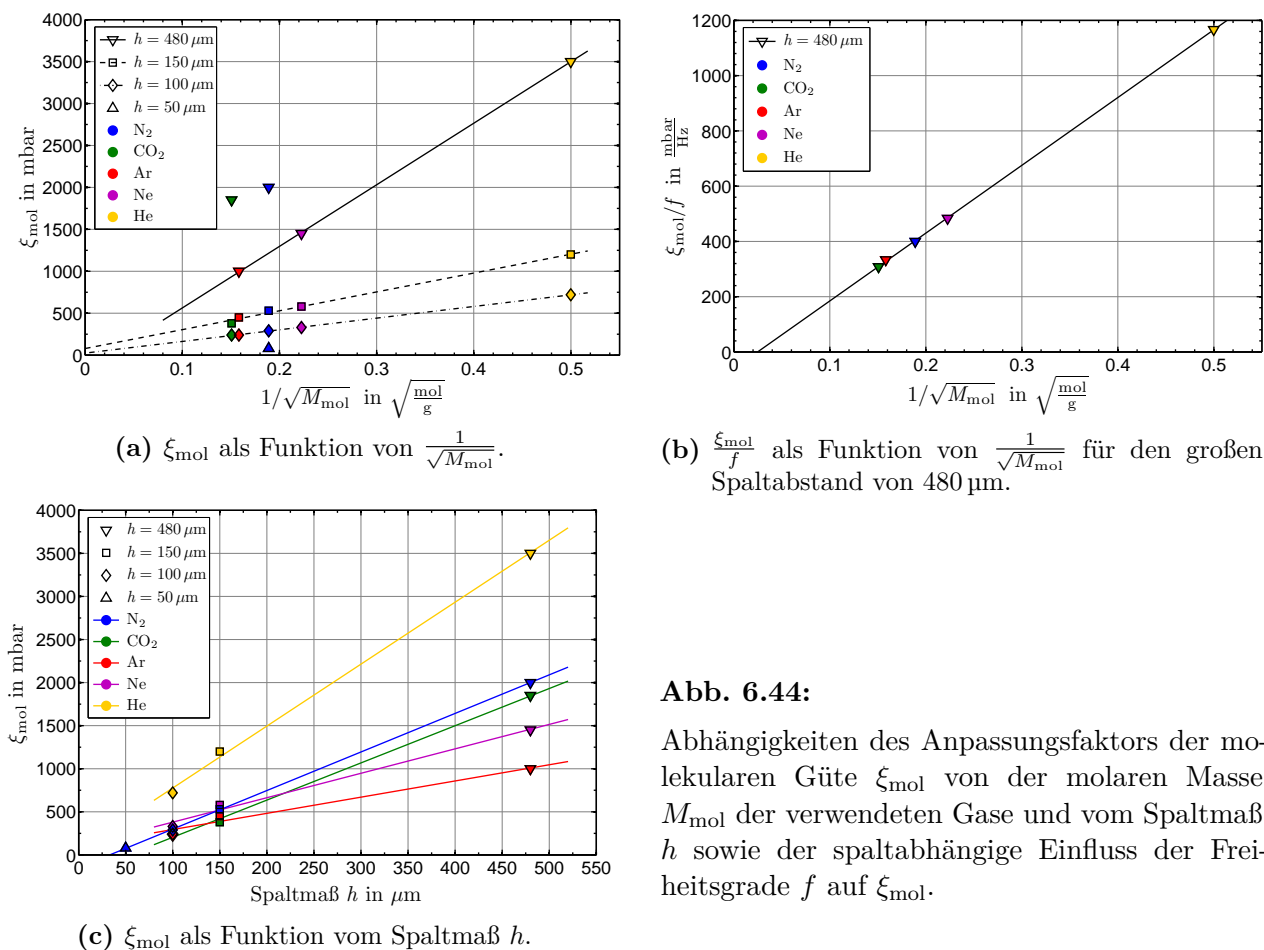 4000
3500
3000
2500
2000
1500
1000
500
0
ξmol in mbar
h = 480 μm
h = 150 μm
h = 100 μm
h = 50 μm
N₂
CO₂
Ar
Ne
He
0 0.1 0.2 0.3 0.4 0.5
1/√Mmol in √(mol/g)
(a) ξmol als Funktion von 1/√Mmol.
1200
1000
800
600
400
200
0
ξmol/f in mbar/Hz
h = 480 μm
N₂
CO₂
Ar
Ne
He
0 0.1 0.2 0.3 0.4 0.5
1/√Mmol in √(mol/g)
(b) ξmol/f als Funktion von 1/√Mmol für den großen
Spaltabstand von 480 μm.
4000
3500
3000
2500
2000
1500
1000
500
0
ξmol in mbar
h = 480 μm
h = 150 μm
h = 100 μm
h = 50 μm
N₂
CO₂
Ar
Ne
He
0 50 100 150 200 250 300 350 400 450 500 550
Spaltmaß h in μm
(c) ξmol als Funktion vom Spaltmaß h.
Abb. 6.44:
Abhängigkeiten des Anpassungsfaktors der mo-
lekularen Güte ξmol von der molaren Masse
Mmol der verwendeten Gase und vom Spaltmaß
h sowie der spaltabhängige Einfluss der Frei-
heitsgrade f auf ξmol.